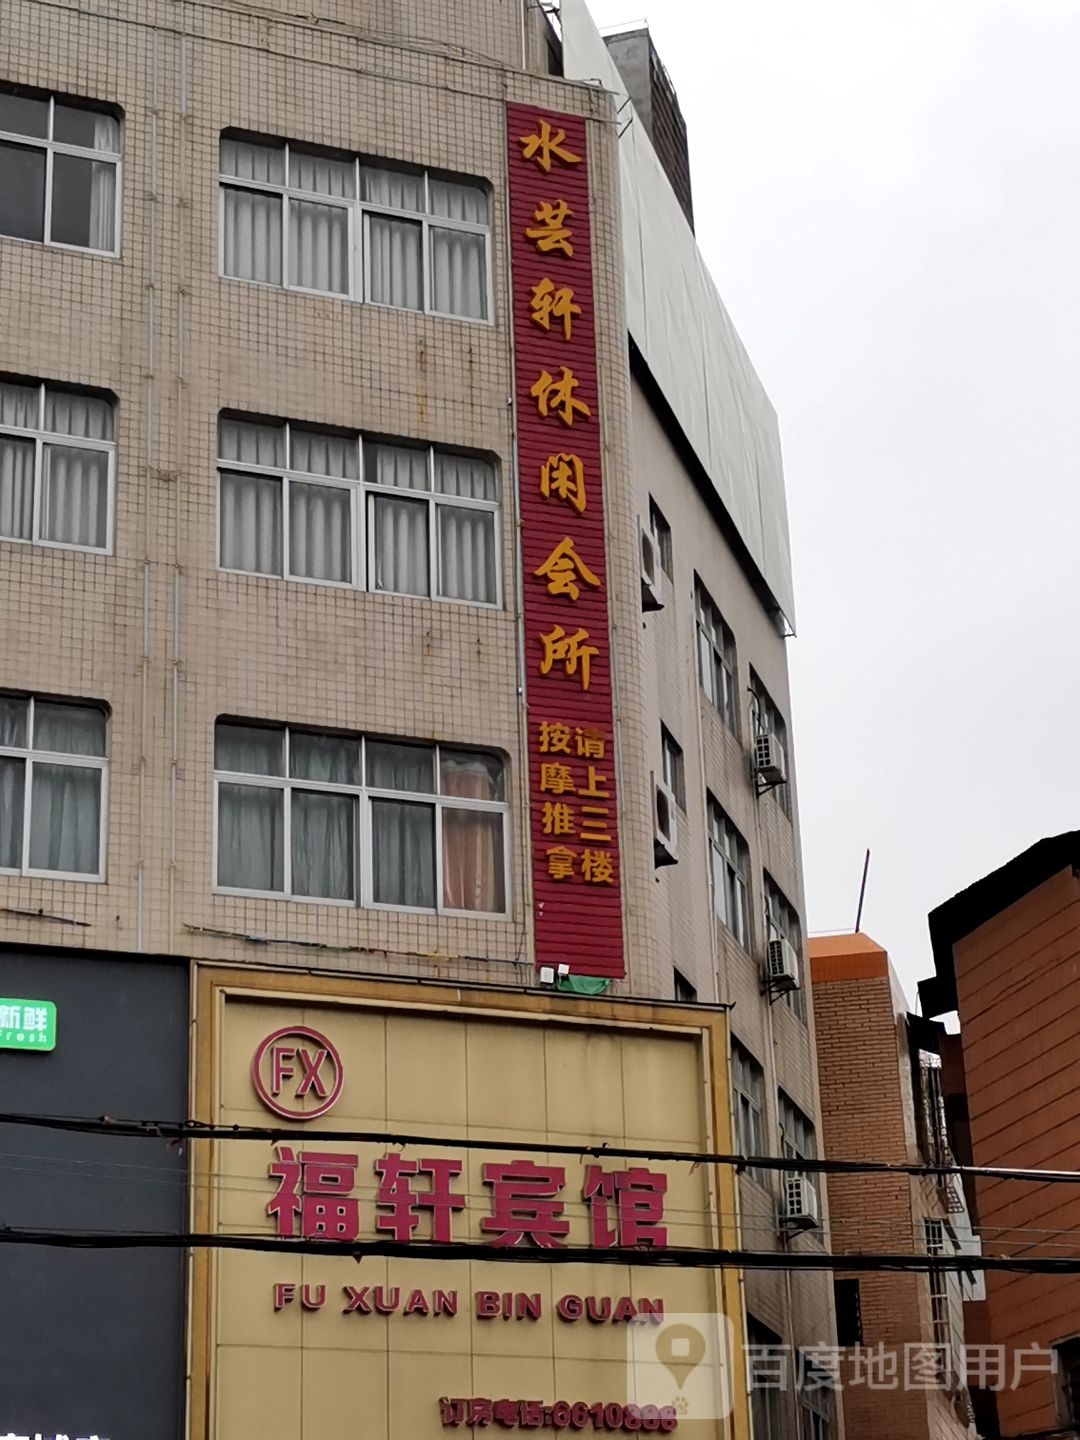 水芸轩休闲会所
请上三楼
按摩推拿
新鲜
Fresh
FX
福轩宾馆
FU XUAN BIN GUAN
订房电话:6610888
百度地图用户